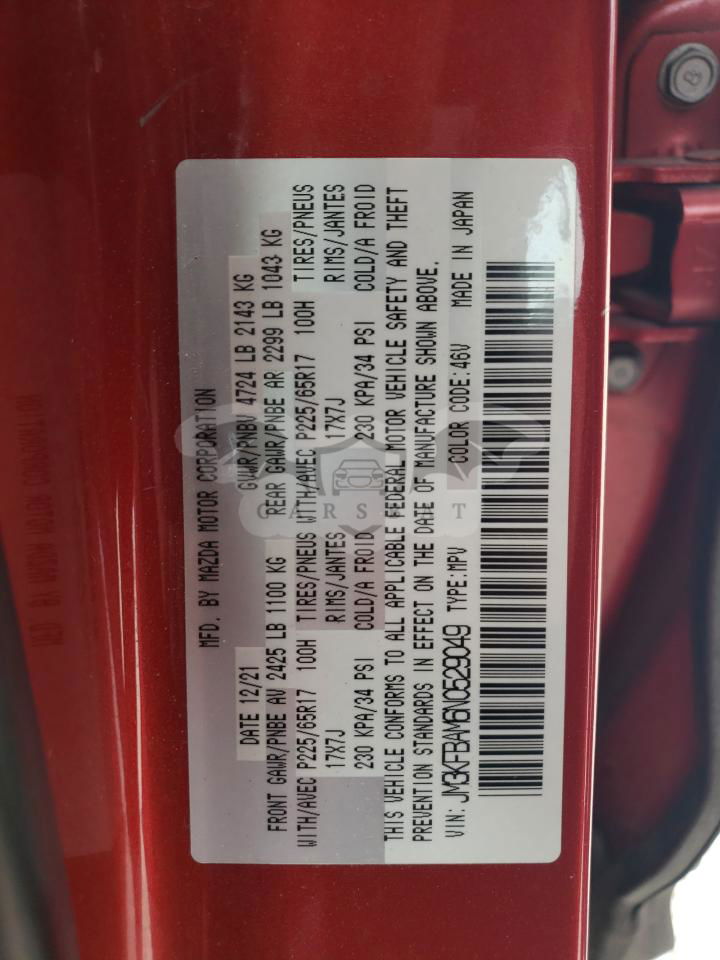 MFD. BY MAZDA MOTOR CORPORATION
DATE 12/21 GVWR/PNBV 4724 LB 2143 KG
FRONT GAWR/PNBE AV 2425 LB 1100 KG REAR GAWR/PNBE AR 2299 LB 1043 KG
WITH/AVEC P225/65R17 100H TIRES/PNEUS WITH/AVEC P225/65R17 100H TIRES/PNEUS
17X7J RIMS/JANTES 17X7J RIMS/JANTES
230 KPA/34 PSI COLD/A FROID 230 KPA/34 PSI COLD/A FROID
THIS VEHICLE CONFORMS TO ALL APPLICABLE FEDERAL MOTOR VEHICLE SAFETY AND THEFT
PREVENTION STANDARDS IN EFFECT ON THE DATE OF MANUFACTURE SHOWN ABOVE.
VIN: JM3KFBAM6N0529049 TYPE:MPV COLOR CODE:46V MADE IN JAPAN